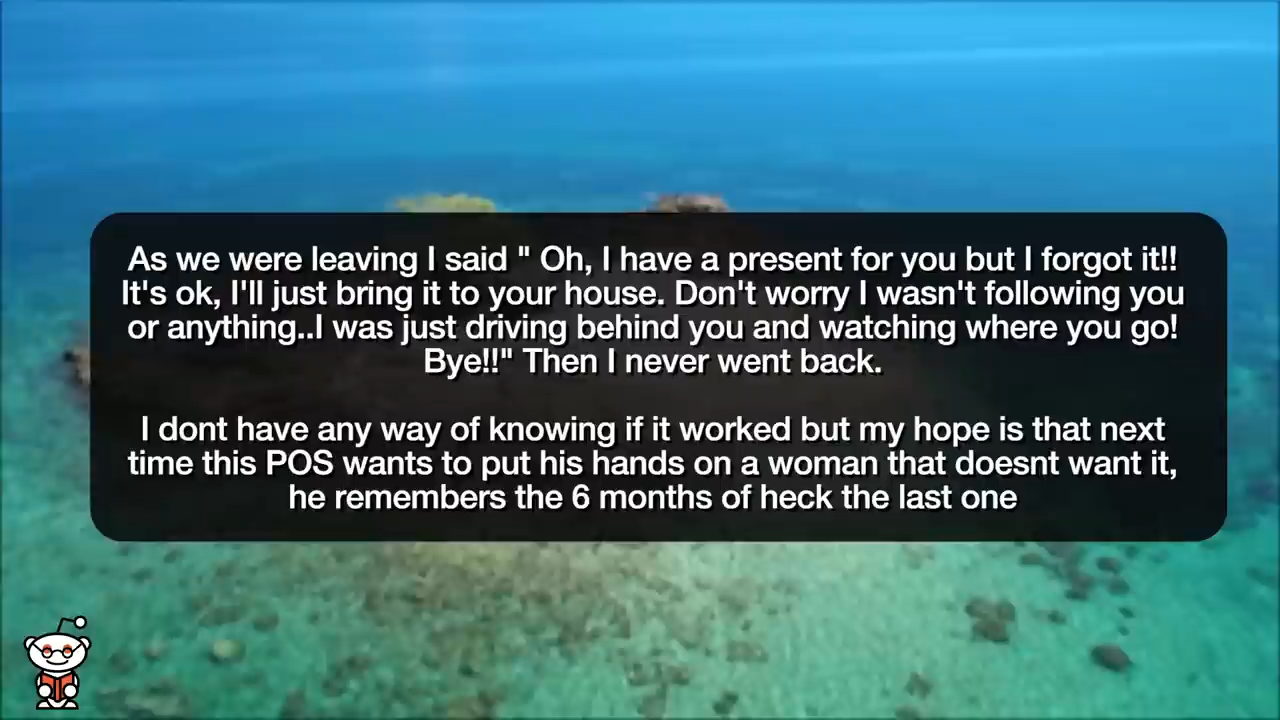 As we were leaving I said " Oh, I have a present for you but I forgot it!!
It's ok, I'll just bring it to your house. Don't worry I wasn't following you
or anything..I was just driving behind you and watching where you go!
Bye!!" Then I never went back.
I dont have any way of knowing if it worked but my hope is that next
time this POS wants to put his hands on a woman that doesnt want it,
he remembers the 6 months of heck the last one